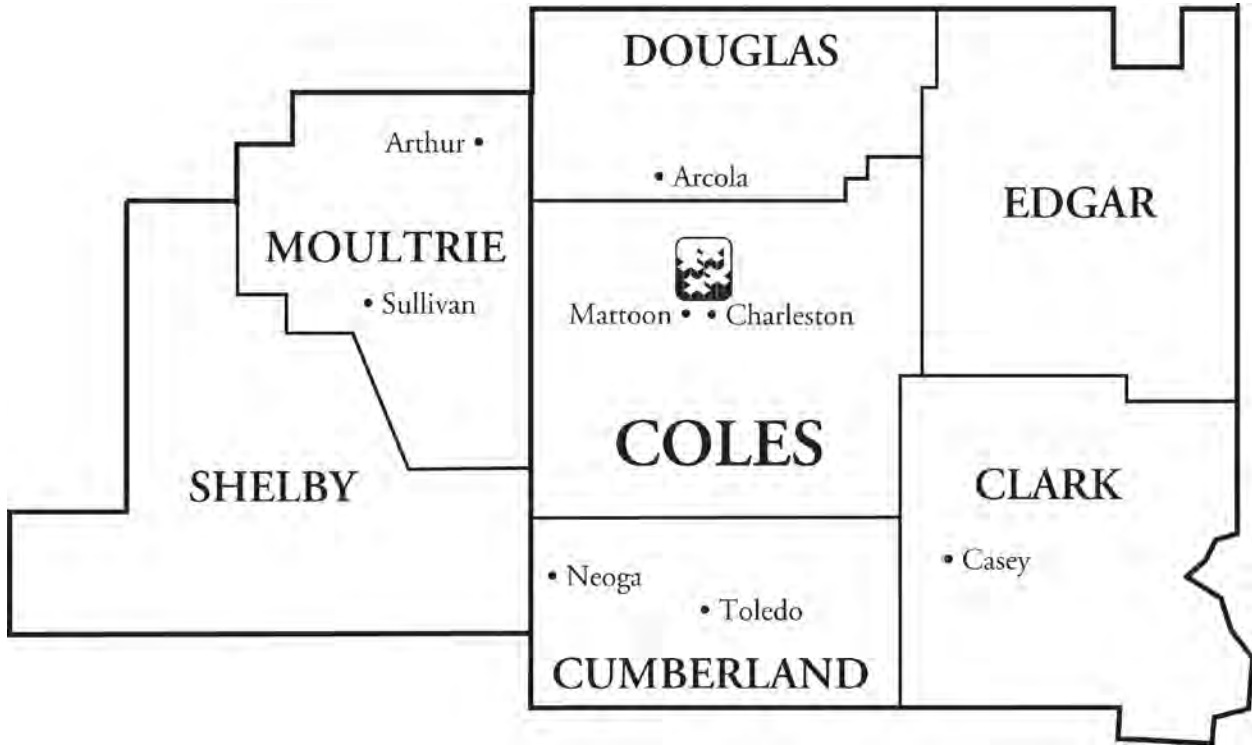 DOUGLAS
Arthur
Arcola
EDGAR
MOULTRIE
Sullivan
Mattoon
Charleston
COLES
SHELBY
CLARK
Casey
Neoga
Toledo
CUMBERLAND